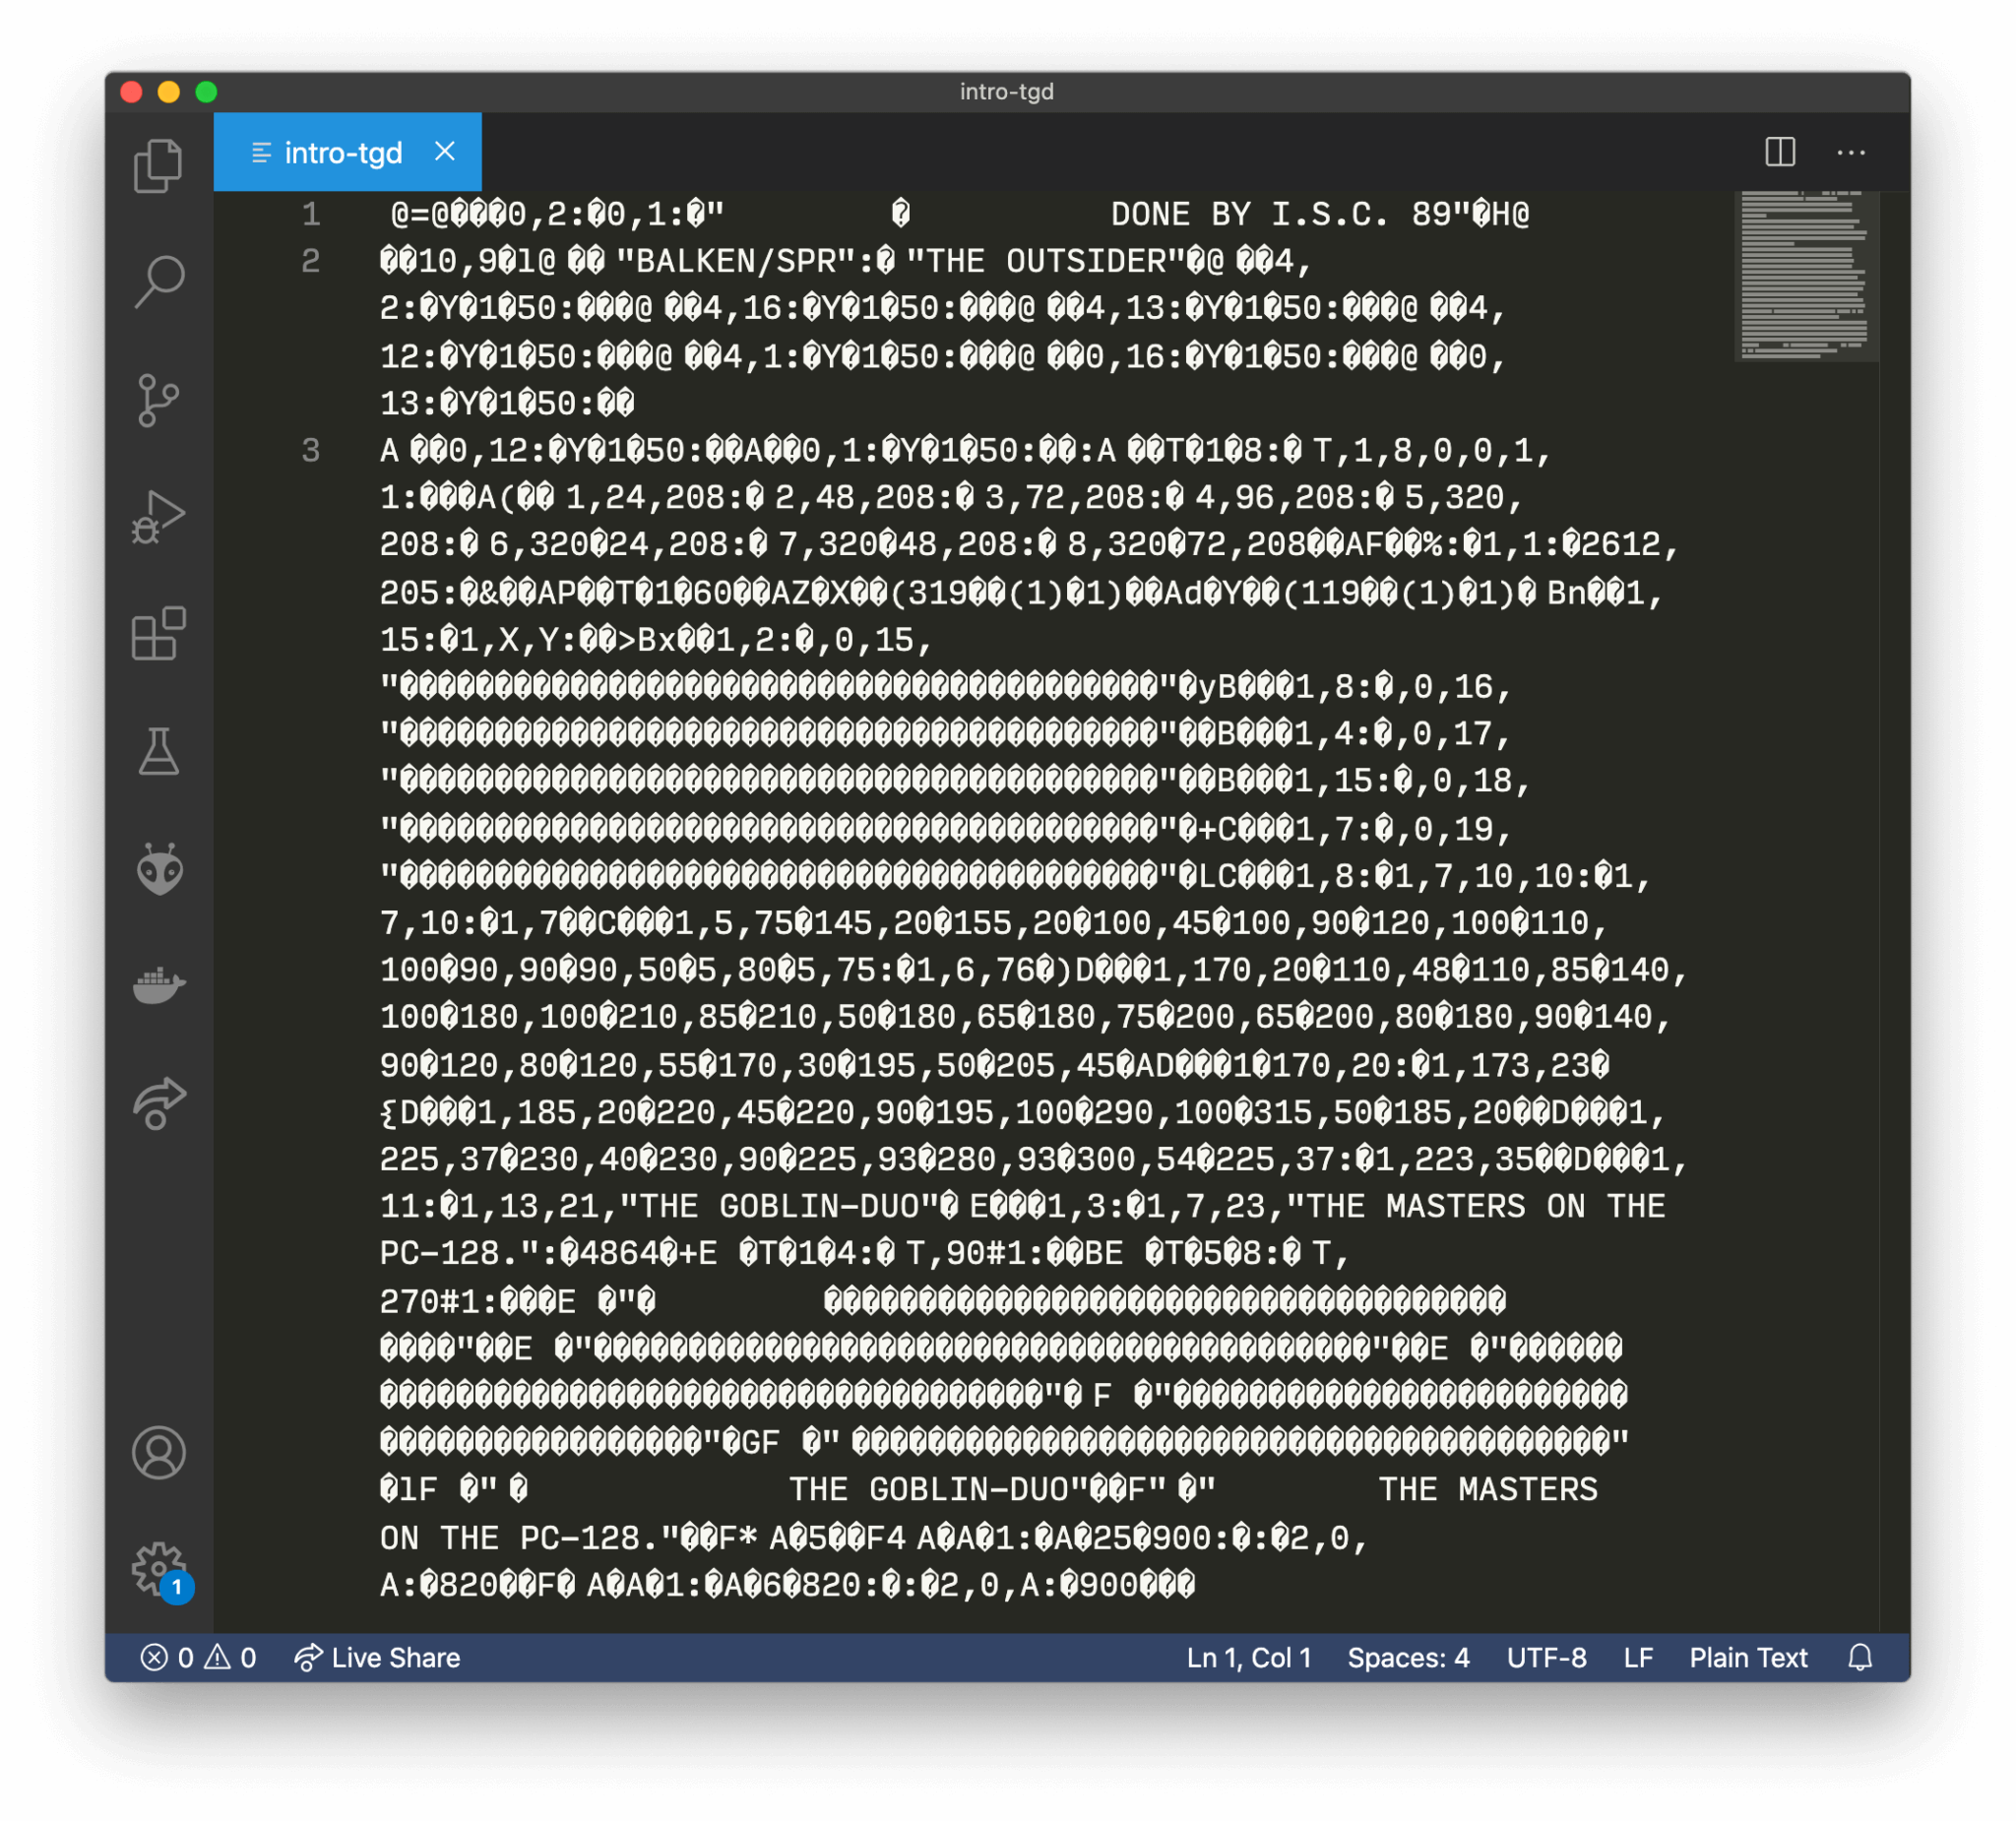 intro-tgd
intro-tgd
1 @=@���0,2:�0,1:�" � DONE BY I.S.C. 89"�H@
2 ��10,9�l@ �� "BALKEN/SPR":� "THE OUTSIDER"�@ ��4,
2:�Y�1�50:���@ ��4,16:�Y�1�50:���@ ��4,13:�Y�1�50:���@ ��4,
12:�Y�1�50:���@ ��4,1:�Y�1�50:���@ ��0,16:�Y�1�50:���@ ��0,
13:�Y�1�50:��
3 A ��0,12:�Y�1�50:��A��0,1:�Y�1�50:��:A ��T�1�8:� T,1,8,0,0,1,
1:���A(�� 1,24,208:� 2,48,208:� 3,72,208:� 4,96,208:� 5,320,
208:� 6,320�24,208:� 7,320�48,208:� 8,320�72,208��AF��%:�1,1:�2612,
205:�&��AP��T�1�60��AZ�X��(319��(1)�1)��Ad�Y��(119��(1)�1)� Bn��1,
15:�1,X,Y:��>Bx��1,2:�,0,15,
"����������������������������������������"�yB���1,8:�,0,16,
"����������������������������������������"��B���1,4:�,0,17,
"����������������������������������������"��B���1,15:�,0,18,
"����������������������������������������"�+C���1,7:�,0,19,
"����������������������������������������"�LC���1,8:�1,7,10,10:�1,
7,10:�1,7��C���1,5,75�145,20�155,20�100,45�100,90�120,100�110,
100�90,90�90,50�5,80�5,75:�1,6,76�)D���1,170,20�110,48�110,85�140,
100�180,100�210,85�210,50�180,65�180,75�200,65�200,80�180,90�140,
90�120,80�120,55�170,30�195,50�205,45�AD���1�170,20:�1,173,23�
{D���1,185,20�220,45�220,90�195,100�290,100�315,50�185,20��D���1,
225,37�230,40�230,90�225,93�280,93�300,54�225,37:�1,223,35��D���1,
11:�1,13,21,"THE GOBLIN-DUO"� E���1,3:�1,7,23,"THE MASTERS ON THE
PC-128.":�4864�+E �T�1�4:� T,90#1:��BE �T�5�8:� T,
270#1:���E �"� ������������������������������������
����"��E �"�����������������������������������������"��E �"������
�����������������������������������"� F �"������������������������
�����������������"�GF �" ����������������������������������������"
�lF �" � THE GOBLIN-DUO"��F" �" THE MASTERS
ON THE PC-128."��F* A�5��F4 A�A�1:�A�25�900:�:�2,0,
A:�820��F� A�A�1:�A�6�820:�:�2,0,A:�900���
1
0 0 Live Share Ln 1, Col 1 Spaces: 4 UTF-8 LF Plain Text